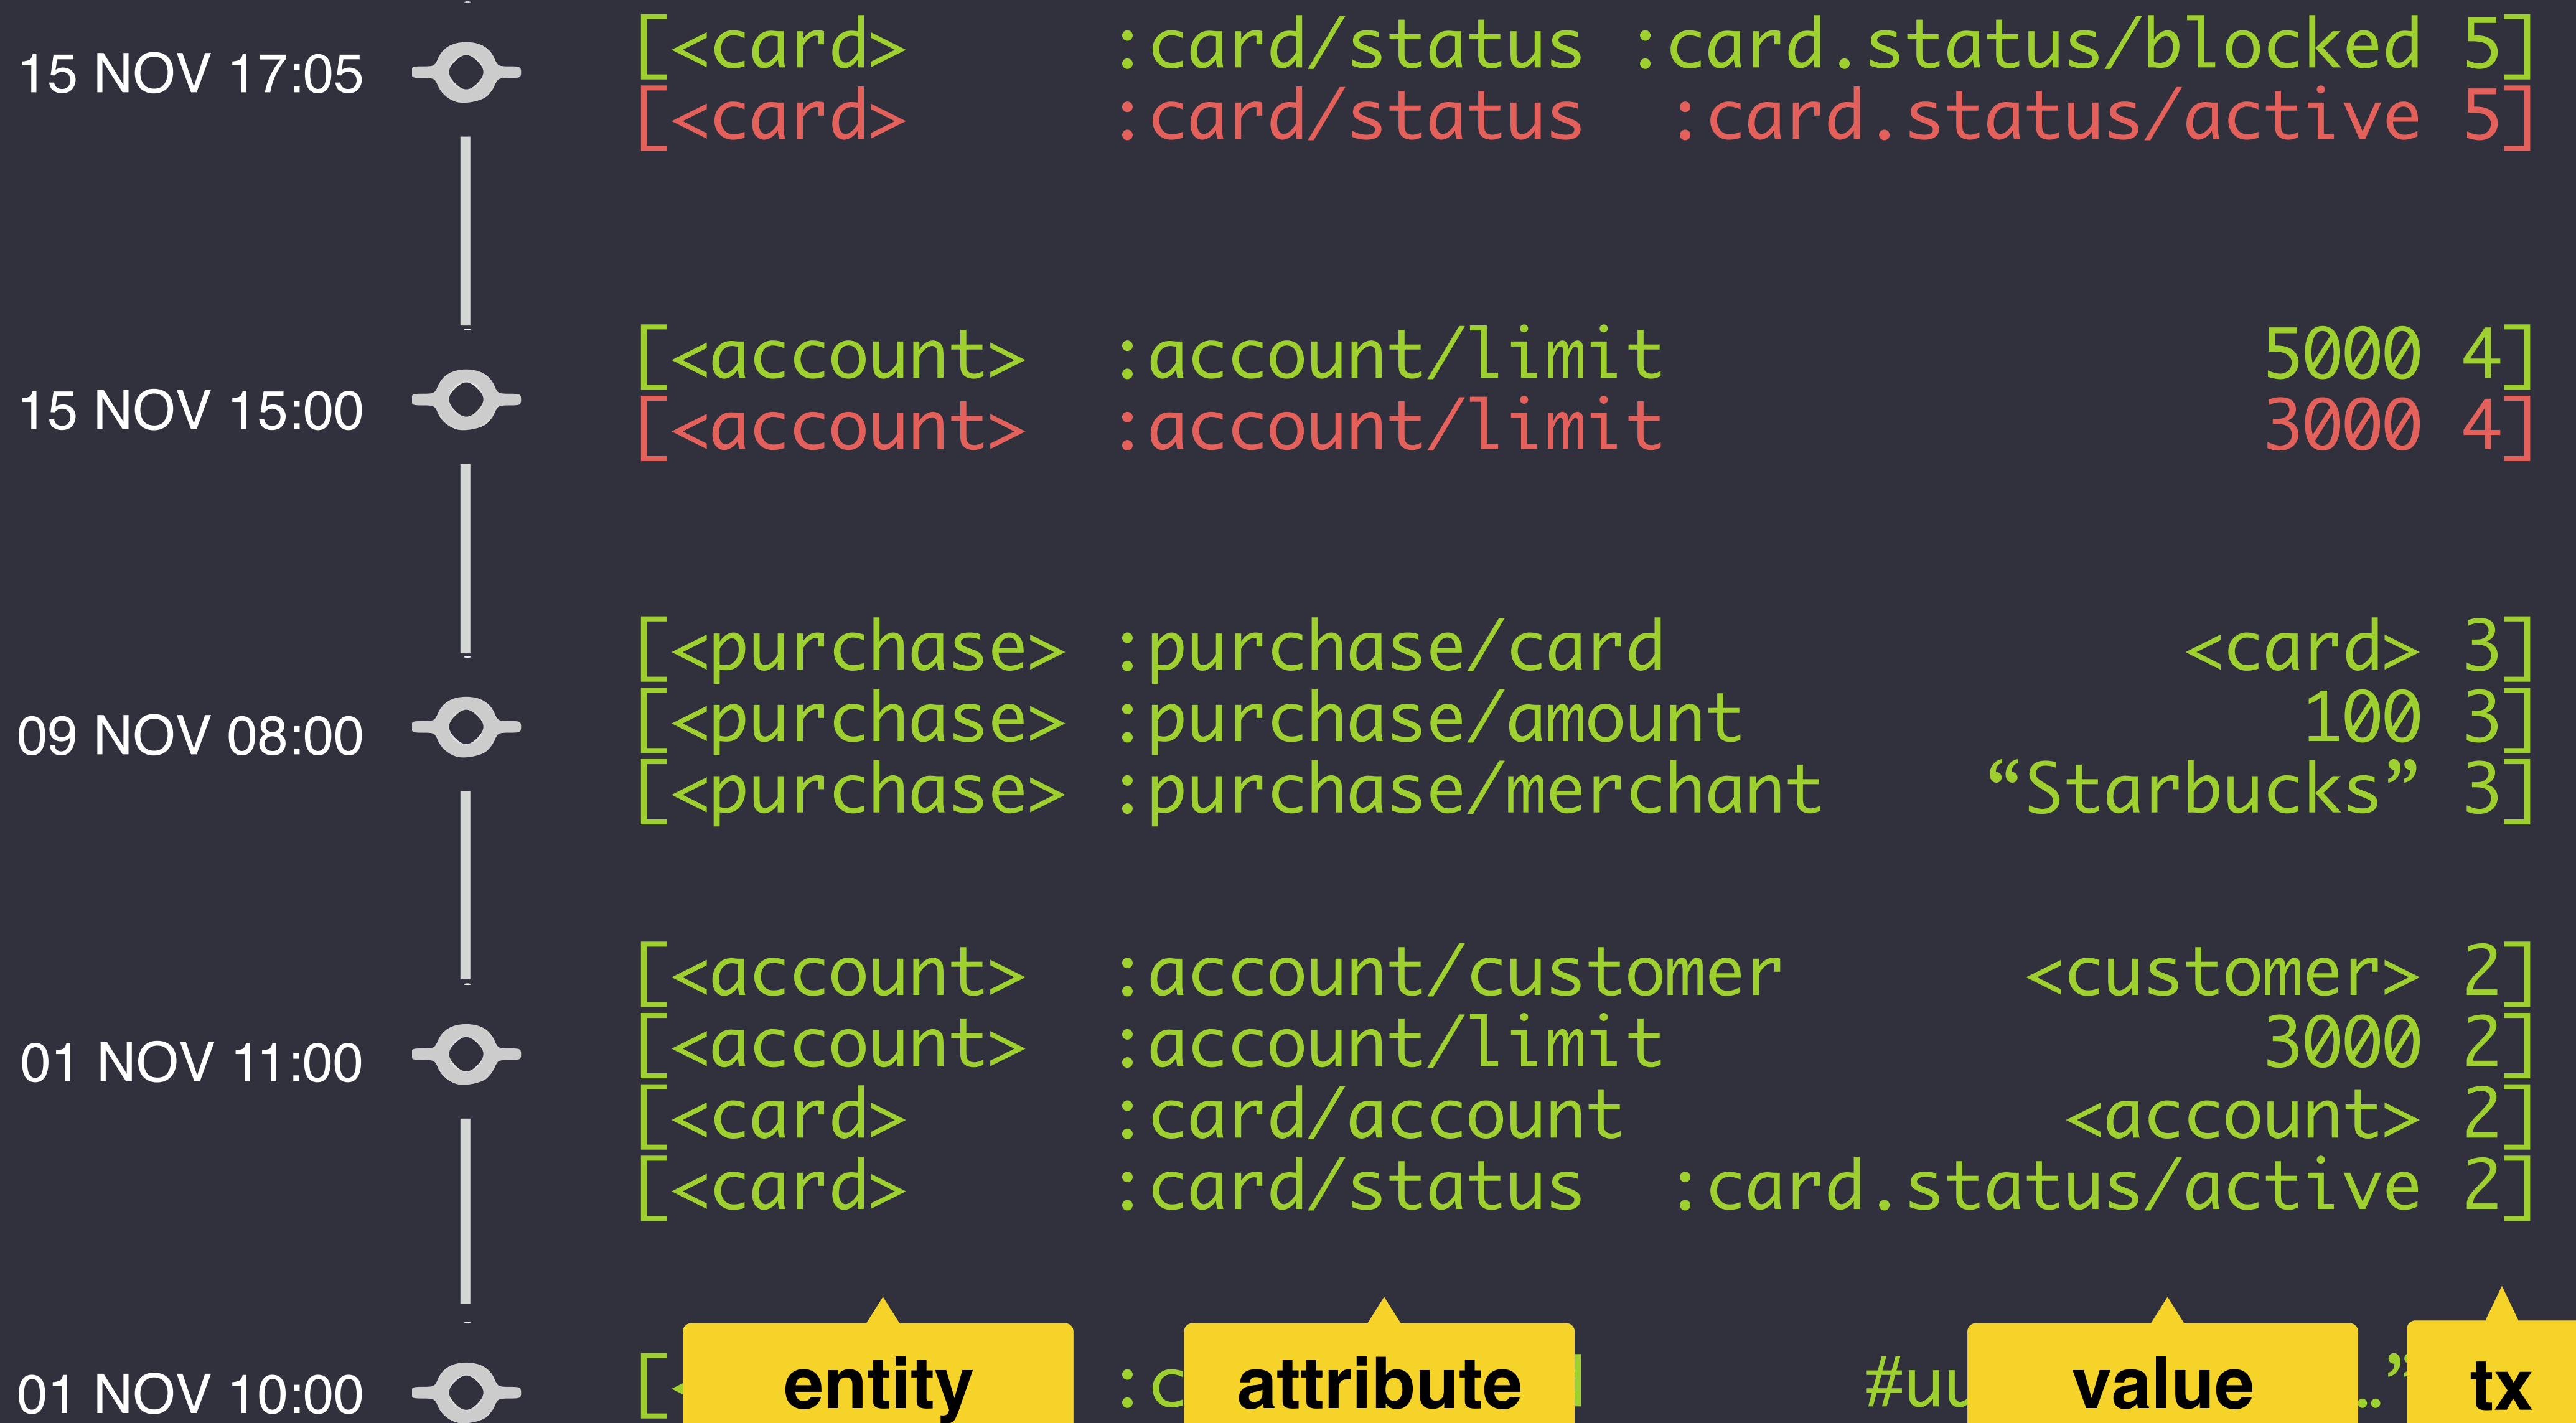 15 NOV 17:05
[<card> :card/status :card.status/blocked 5]
[<card> :card/status :card.status/active 5]
15 NOV 15:00
[<account> :account/limit 5000 4]
[<account> :account/limit 3000 4]
09 NOV 08:00
[<purchase> :purchase/card <card> 3]
[<purchase> :purchase/amount 100 3]
[<purchase> :purchase/merchant “Starbucks” 3]
01 NOV 11:00
[<account> :account/customer <customer> 2]
[<account> :account/limit 3000 2]
[<card> :card/account <account> 2]
[<card> :card/status :card.status/active 2]
01 NOV 10:00
entity attribute value tx